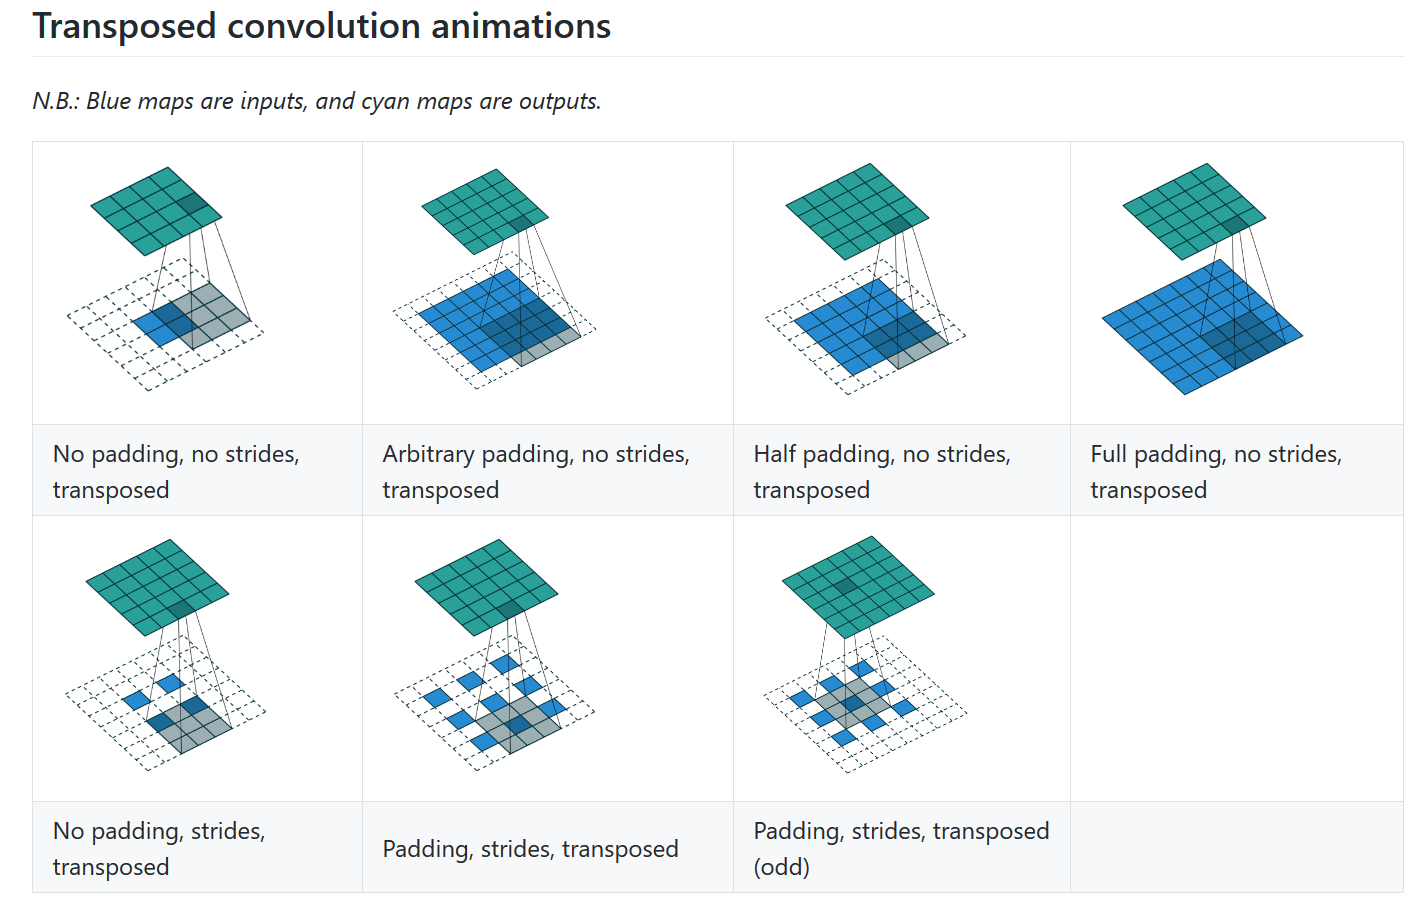 Transposed convolution animations
N.B.: Blue maps are inputs, and cyan maps are outputs.
No padding, no strides,
transposed
Arbitrary padding, no strides,
transposed
Half padding, no strides,
transposed
Full padding, no strides,
transposed
No padding, strides,
transposed
Padding, strides, transposed
Padding, strides, transposed
(odd)